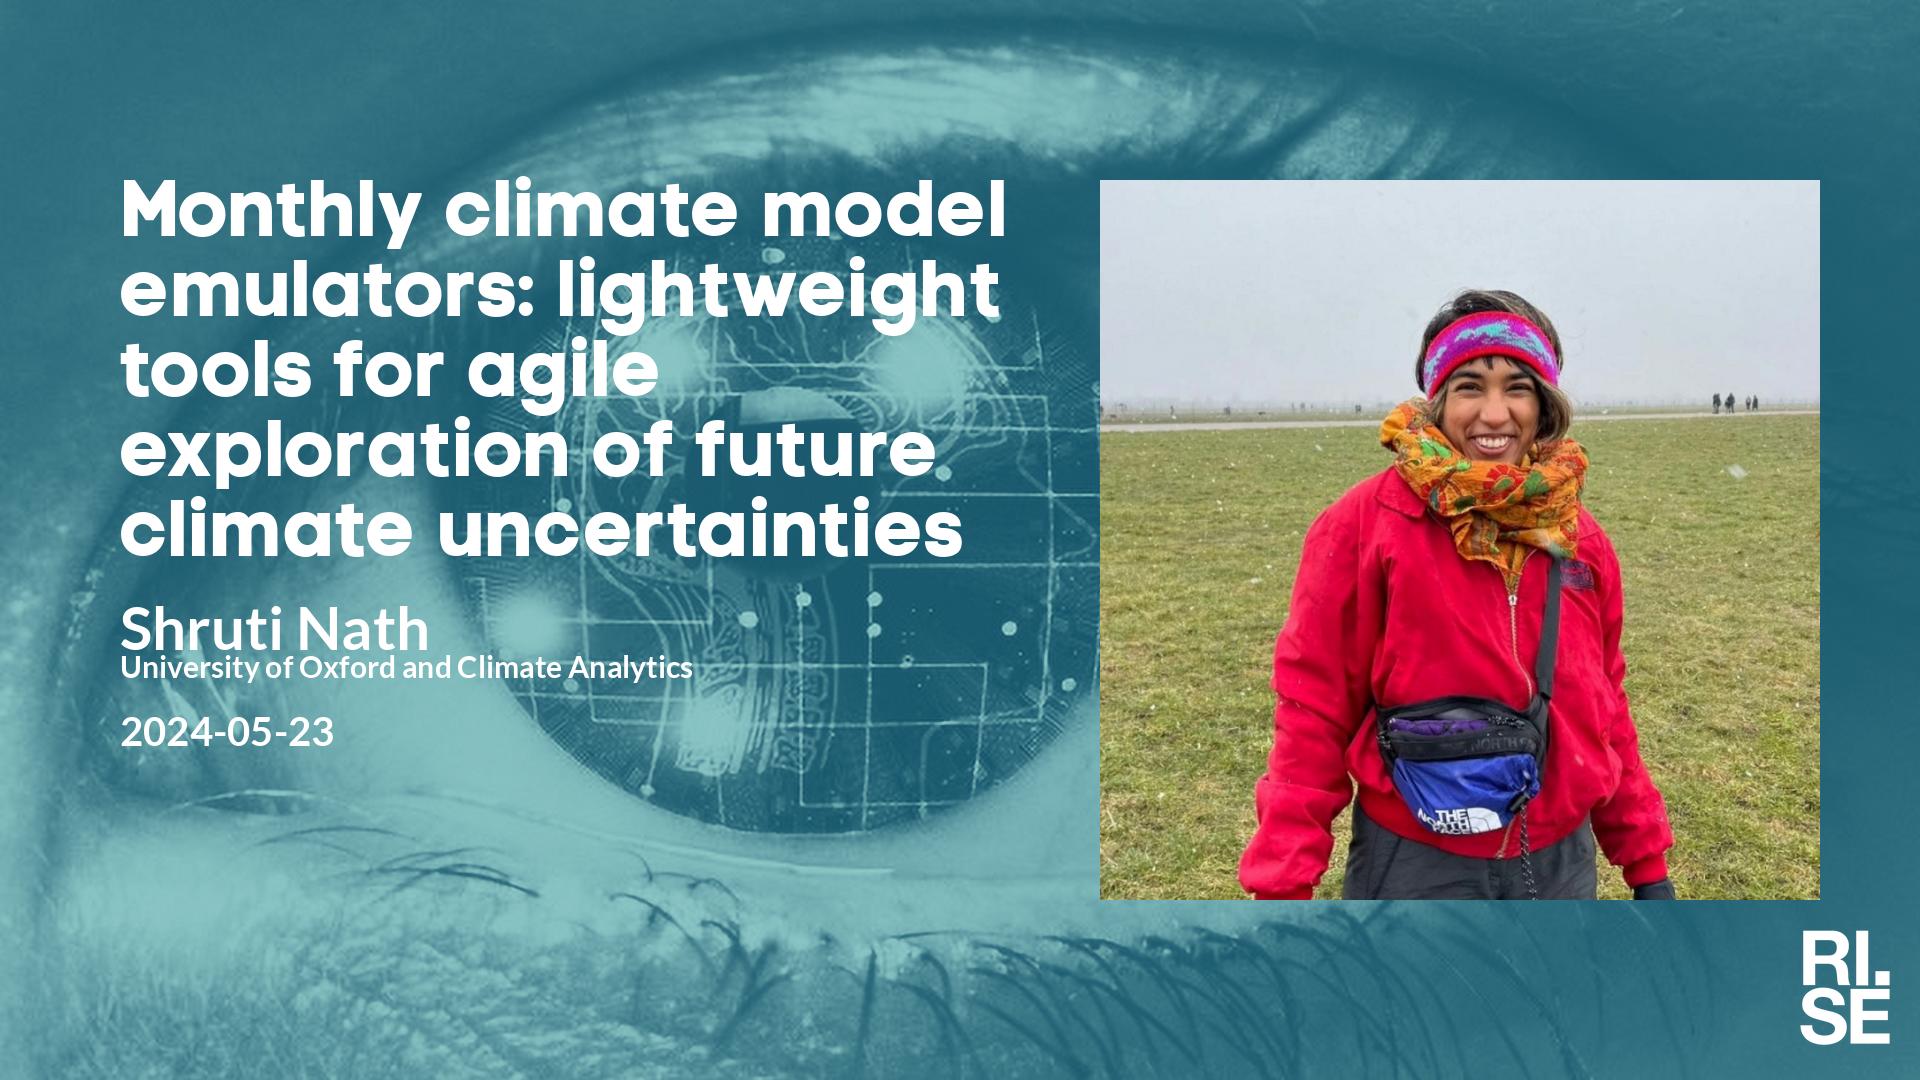 Monthly climate model
emulators: lightweight
tools for agile
exploration of future
climate uncertainties
Shruti Nath
University of Oxford and Climate Analytics
2024-05-23
NORTH
THE
NORTH
FACE
RI.
SE